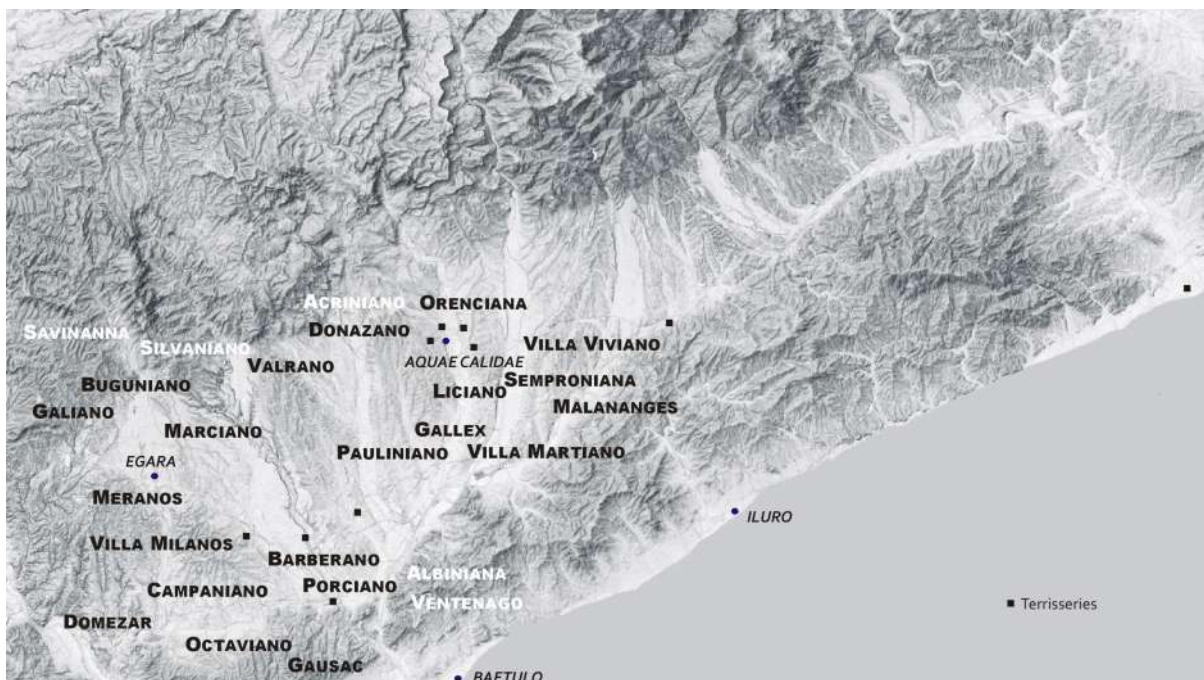 ACRINIANO
ORENCIANA
SAVINANNA
DONAZANO
SILVANIANO
VILLA VIVIANO
VALRANO
AQUAE CALIDAE
BUGUNIANO
SEMPRONIANA
LICIANO
GALIANO
MALANANGES
MARCIANO
GALLEX
PAULINIANO
VILLA MARTIANO
EGARA
MERANOS
ILURO
VILLA MILANOS
BARBERANO
ALBINIANA
CAMPANIANO
PORCIANO
VENTENAGO
Terrisseries
DOMEZAR
OCTAVIANO
GAUSAC
BAETULO